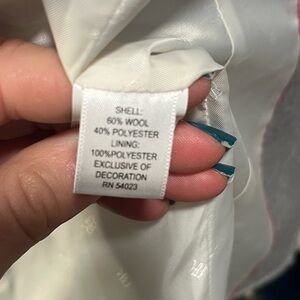 SHELL:
60% WOOL
40% POLYESTER
LINING:
100%POLYESTER
EXCLUSIVE OF
DECORATION
RN 54023